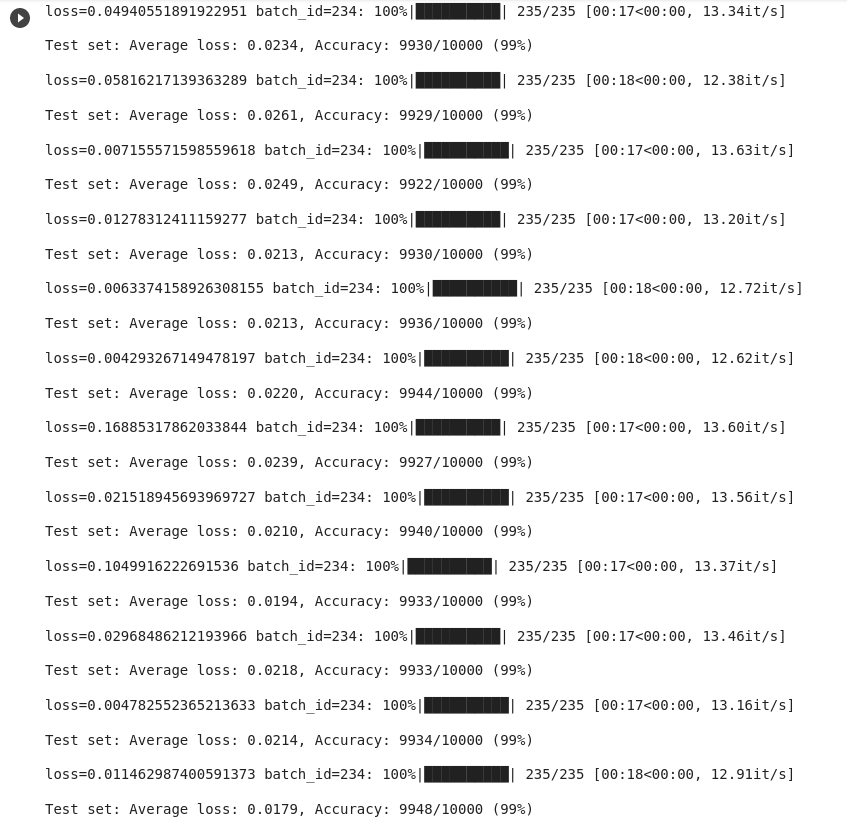 loss=0.04940551891922951 batch_id=234: 100%|██████████| 235/235 [00:17<00:00, 13.34it/s]
Test set: Average loss: 0.0234, Accuracy: 9930/10000 (99%)
loss=0.05816217139363289 batch_id=234: 100%|██████████| 235/235 [00:18<00:00, 12.38it/s]
Test set: Average loss: 0.0261, Accuracy: 9929/10000 (99%)
loss=0.007155571598559618 batch_id=234: 100%|██████████| 235/235 [00:17<00:00, 13.63it/s]
Test set: Average loss: 0.0249, Accuracy: 9922/10000 (99%)
loss=0.01278312411159277 batch_id=234: 100%|██████████| 235/235 [00:17<00:00, 13.20it/s]
Test set: Average loss: 0.0213, Accuracy: 9930/10000 (99%)
loss=0.0063374158926308155 batch_id=234: 100%|██████████| 235/235 [00:18<00:00, 12.72it/s]
Test set: Average loss: 0.0213, Accuracy: 9936/10000 (99%)
loss=0.004293267149478197 batch_id=234: 100%|██████████| 235/235 [00:18<00:00, 12.62it/s]
Test set: Average loss: 0.0220, Accuracy: 9944/10000 (99%)
loss=0.16885317862033844 batch_id=234: 100%|██████████| 235/235 [00:17<00:00, 13.60it/s]
Test set: Average loss: 0.0239, Accuracy: 9927/10000 (99%)
loss=0.021518945693969727 batch_id=234: 100%|██████████| 235/235 [00:17<00:00, 13.56it/s]
Test set: Average loss: 0.0210, Accuracy: 9940/10000 (99%)
loss=0.1049916222691536 batch_id=234: 100%|██████████| 235/235 [00:17<00:00, 13.37it/s]
Test set: Average loss: 0.0194, Accuracy: 9933/10000 (99%)
loss=0.02968486212193966 batch_id=234: 100%|██████████| 235/235 [00:17<00:00, 13.46it/s]
Test set: Average loss: 0.0218, Accuracy: 9933/10000 (99%)
loss=0.004782552365213633 batch_id=234: 100%|██████████| 235/235 [00:17<00:00, 13.16it/s]
Test set: Average loss: 0.0214, Accuracy: 9934/10000 (99%)
loss=0.011462987400591373 batch_id=234: 100%|██████████| 235/235 [00:18<00:00, 12.91it/s]
Test set: Average loss: 0.0179, Accuracy: 9948/10000 (99%)